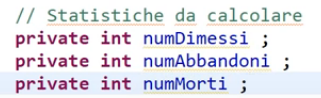 // Statistiche da calcolare
private int numDimessi ;
private int numAbbandoni ;
private int numMorti ;